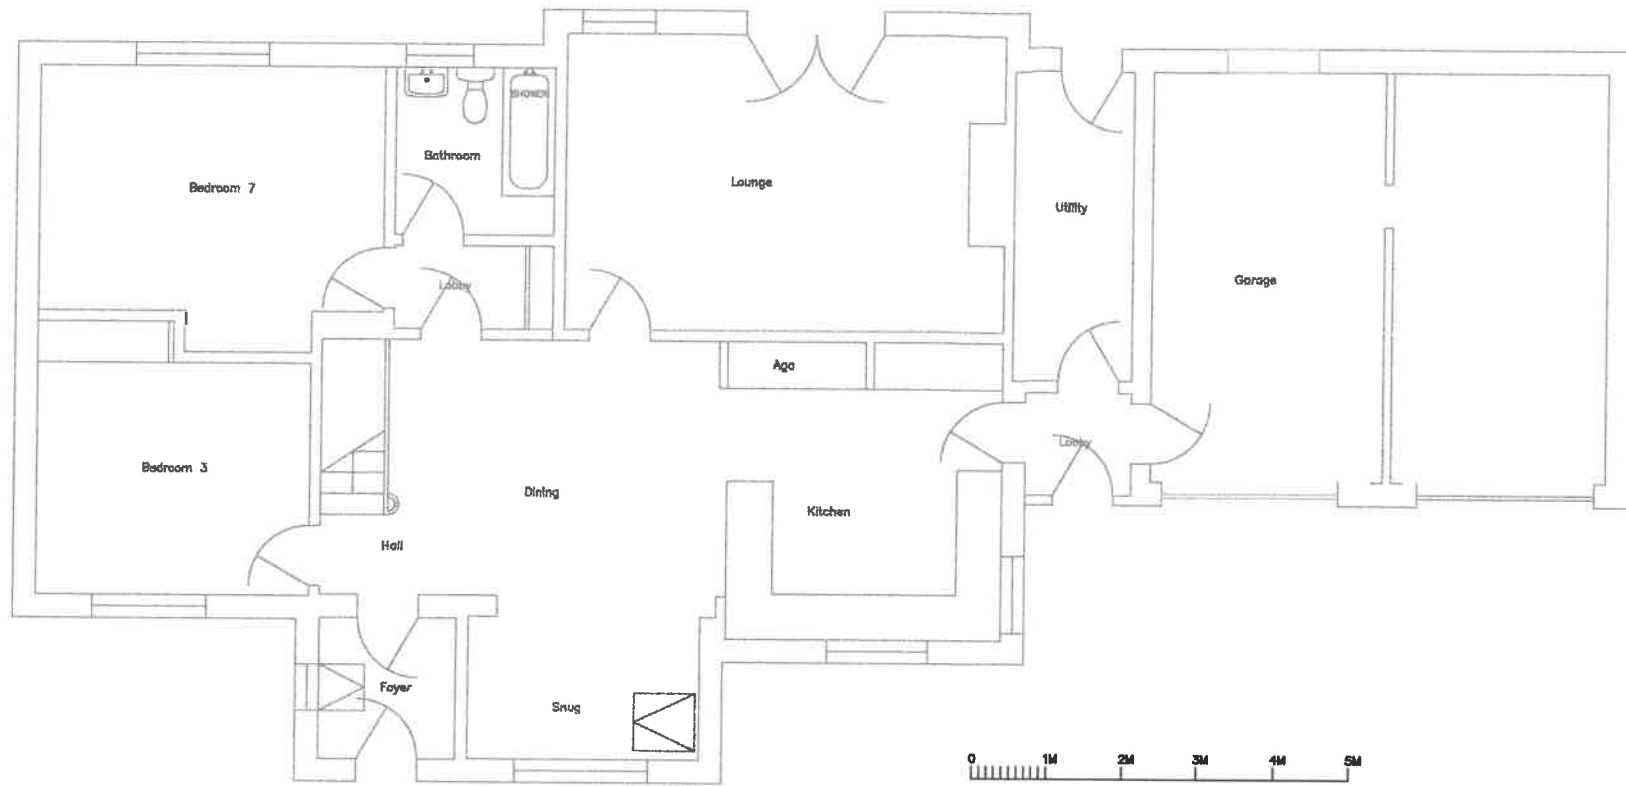 SHOWER
Bathroom
Bedroom 7
Lounge
Utility
Lobby
Garage
Aga
Lobby
Bedroom 3
Dining
Kitchen
Hall
Foyer
Snug
0 1M 2M 3M 4M 5M